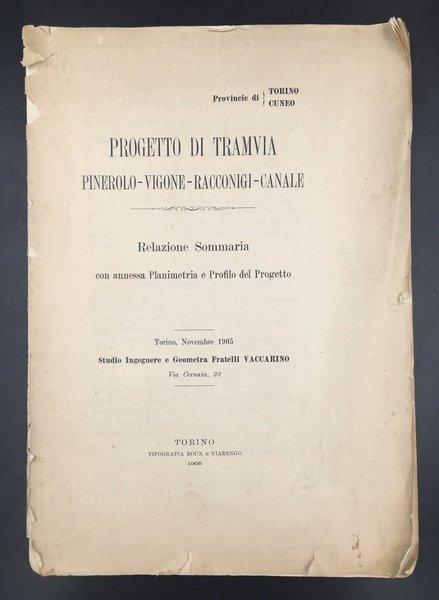 Provincie di { TORINO
CUNEO
PROGETTO DI TRAMVIA
PINEROLO-VIGONE-RACCONIGI-CANALE
Relazione Sommaria
con annessa Planimetria e Profilo del Progetto
Torino, Novembre 1905
Studio Ingegnere e Geometra Fratelli VACCARINO
Via Cernaia, 22
TORINO
TIPOGRAFIA ROUX E VIARENGO
1905